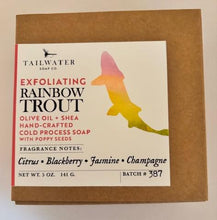 TAILWATER
SOAP CO.
EXFOLIATING
RAINBOW
TROUT
OLIVE OIL + SHEA
HAND-CRAFTED
COLD PROCESS SOAP
WITH POPPY SEEDS
FRAGRANCE NOTES:
Citrus • Blackberry • Jasmine • Champagne
NET WT. 5 OZ. 141 G.
BATCH # 387